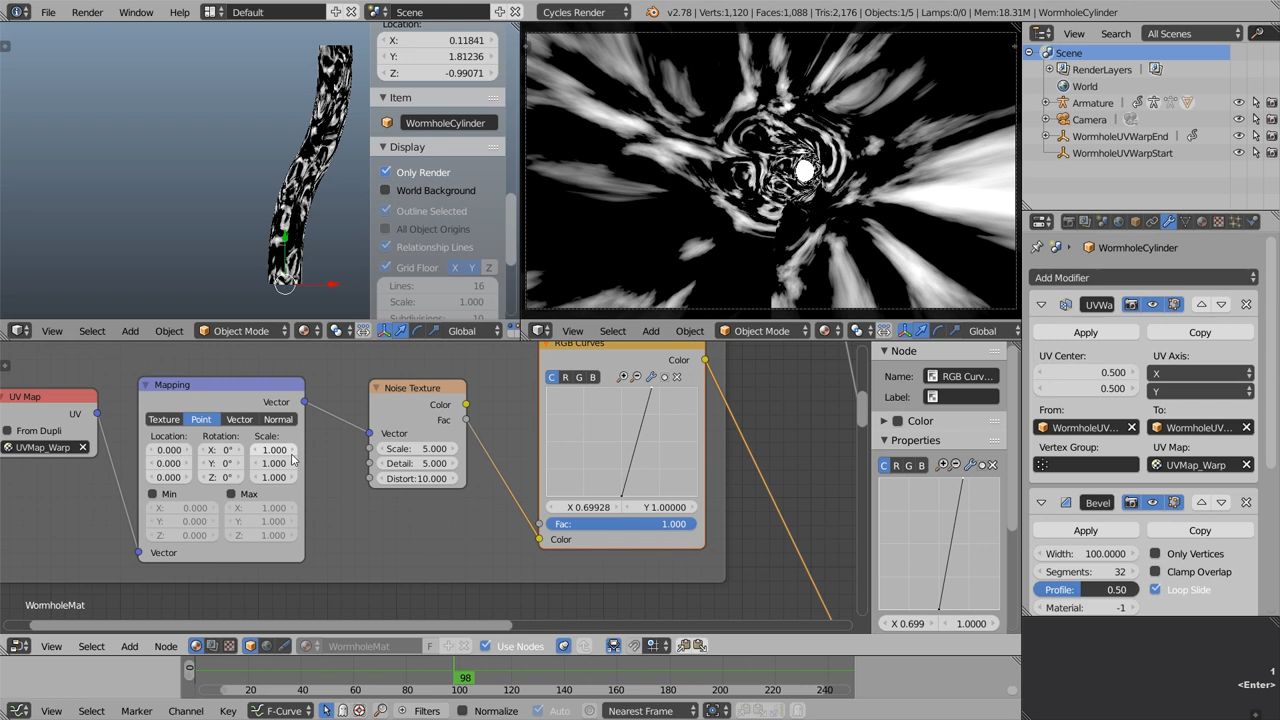 File Render Window Help Default Scene Cycles Render v2.78 | Verts:1,120 | Faces:1,088 | Tris:2,176 | Objects:1/5 | Lamps:0/0 | Mem:18.31M | WormholeCylinder
Location:
X: 0.11841
Y: 1.81236
Z: -0.99071
Item
WormholeCylinder
Display
Only Render
World Background
Outline Selected
All Object Origins
Relationship Lines
Grid Floor X Y Z
Lines: 16
Scale: 1.000
View Select Add Object Object Mode Global
View Select Add Object Object Mode Global
View Search All Scenes
Scene
RenderLayers
World
Armature
Camera
WormholeUVWarpEnd
WormholeUVWarpStart
WormholeCylinder
Add Modifier
UVWa
Apply Copy
UV Center: UV Axis:
0.500 X
0.500 Y
From: To:
WormholeUV... WormholeUV...
Vertex Group: UV Map:
UVMap_Warp
Bevel
Apply Copy
Width: 100.0000 Only Vertices
Segments: 32 Clamp Overlap
Profile: 0.50 Loop Slide
Material: -1
UV Map
UV
From Dupli
UVMap_Warp
Mapping
Vector
Texture Point Vector Normal
Location: Rotation: Scale:
0.000 X: 0° 1.000
0.000 Y: 0° 1.000
0.000 Z: 0° 1.000
Min Max
X: 0.000 X: 1.000
Y: 0.000 Y: 1.000
Z: 0.000 Z: 1.000
Vector
Noise Texture
Color
Fac
Vector
Scale: 5.000
Detail: 5.000
Distort: 10.000
RGB Curves
Color
C R G B
X 0.69928 Y 1.00000
Fac: 1.000
Color
Node
Name: RGB Curv...
Label:
Color
Properties
C R G B
X 0.699 1.0000
WormholeMat
View Select Add Node WormholeMat F Use Nodes
98
20 40 60 80 100 120 140 160 180 200 220 240
View Select Marker Channel Key F-Curve Filters Normalize Auto Nearest Frame
1
<Enter>